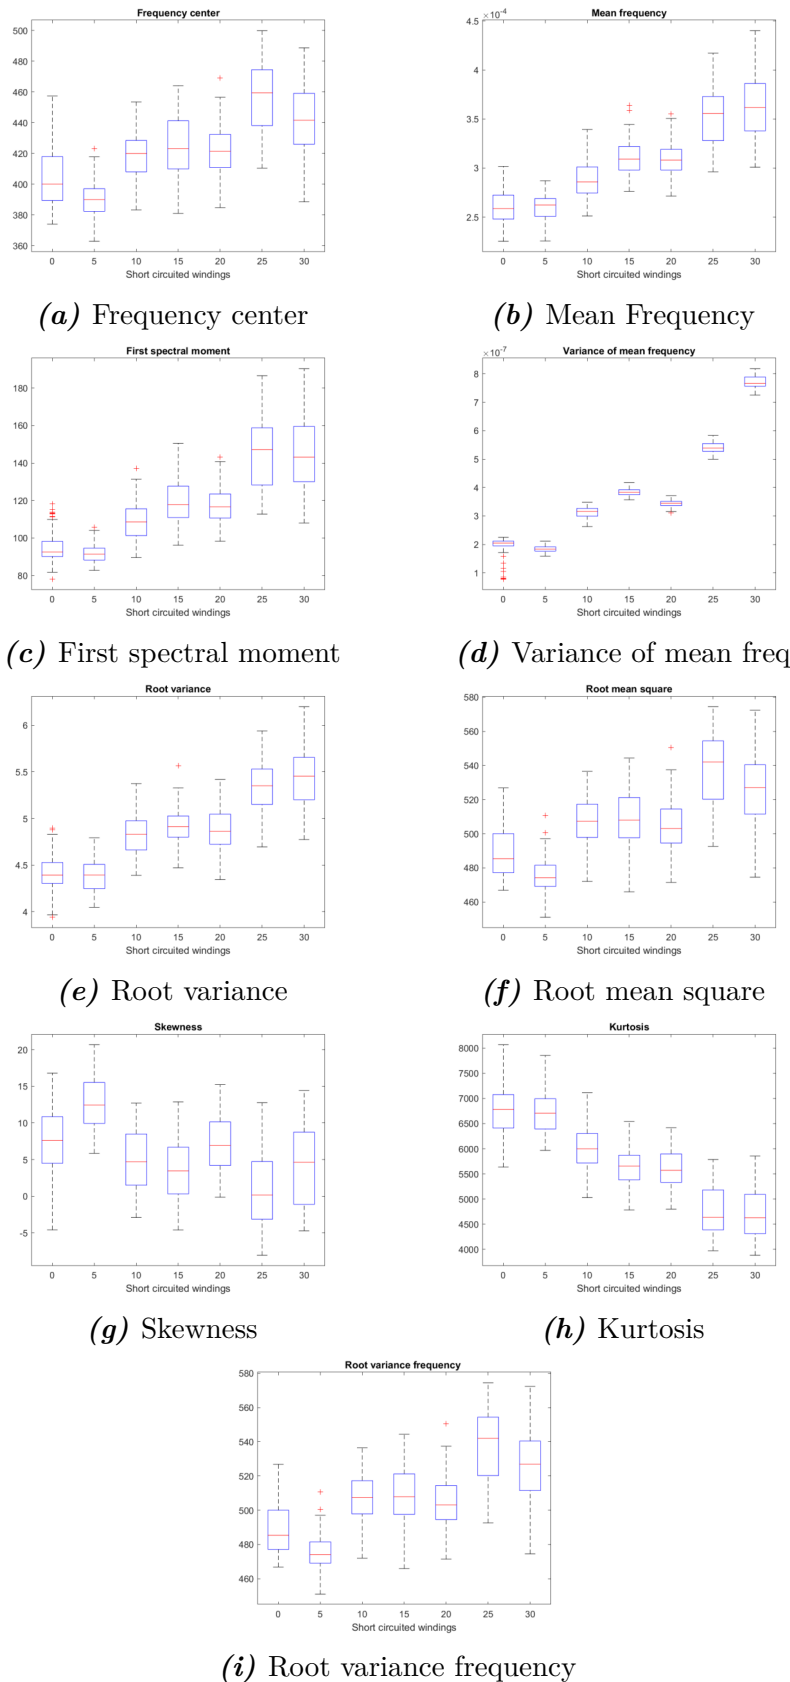 Frequency center
500
480
460
440
420
400
380
360
0 5 10 15 20 25 30
Short circuited windings
(a) Frequency center
×10⁻⁴
Mean frequency
4.5
4
3.5
3
2.5
0 5 10 15 20 25 30
Short circuited windings
(b) Mean Frequency
First spectral moment
180
160
140
120
100
80
0 5 10 15 20 25 30
Short circuited windings
(c) First spectral moment
×10⁻⁷
Variance of mean frequency
8
7
6
5
4
3
2
1
0 5 10 15 20 25 30
Short circuited windings
(d) Variance of mean freq
Root variance
6
5.5
5
4.5
4
0 5 10 15 20 25 30
Short circuited windings
(e) Root variance
Root mean square
580
560
540
520
500
480
460
0 5 10 15 20 25 30
Short circuited windings
(f) Root mean square
Skewness
20
15
10
5
0
-5
0 5 10 15 20 25 30
Short circuited windings
(g) Skewness
Kurtosis
8000
7500
7000
6500
6000
5500
5000
4500
4000
0 5 10 15 20 25 30
Short circuited windings
(h) Kurtosis
Root variance frequency
580
560
540
520
500
480
460
0 5 10 15 20 25 30
Short circuited windings
(i) Root variance frequency